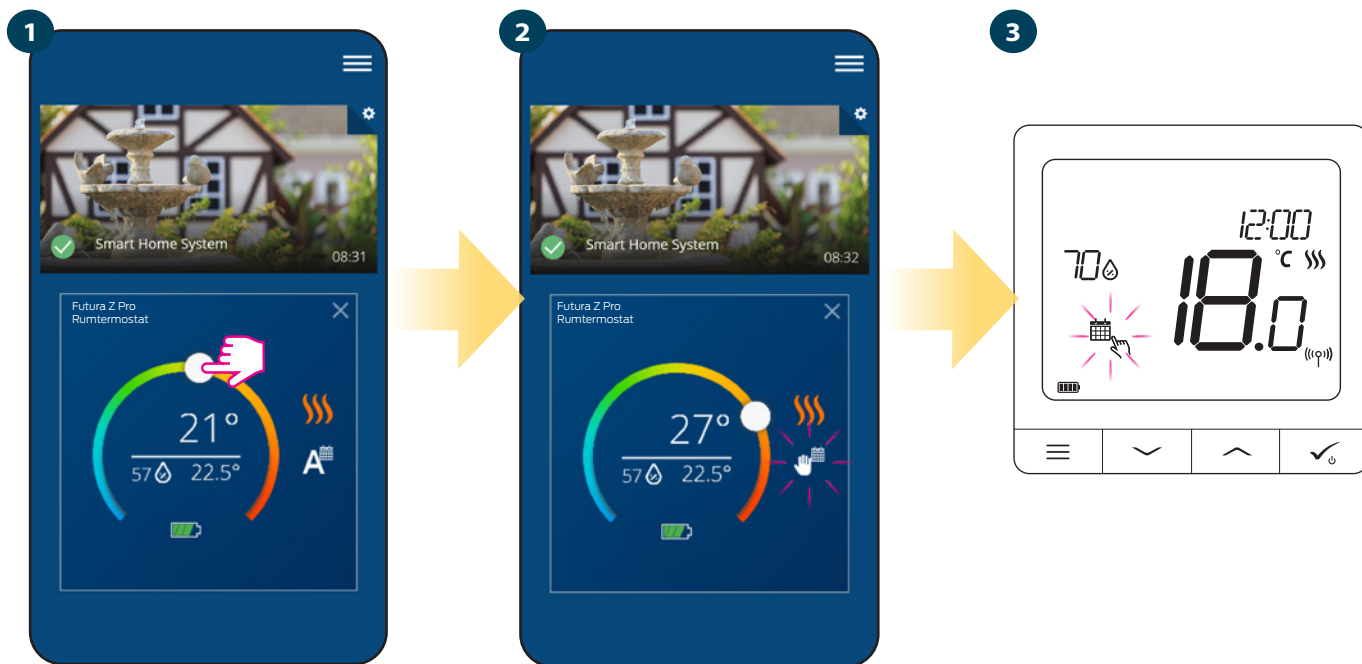 1
Smart Home System
08:31
Futura Z Pro
Rumtermostat
21°
57 22.5°
A
2
Smart Home System
08:32
Futura Z Pro
Rumtermostat
27°
57 22.5°
3
12:00
70 °C
18.0